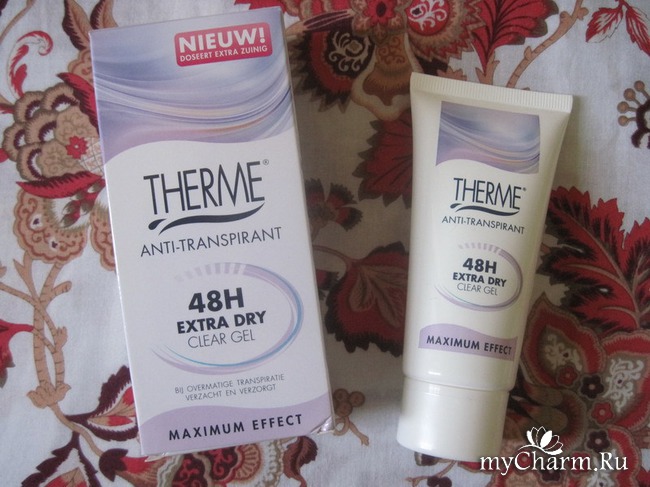 NIEUW!
DOSEERT EXTRA ZUINIG
THERME®
ANTI-TRANSPIRANT
48H
EXTRA DRY
CLEAR GEL
BIJ OVERMATIGE TRANSPIRATIE
VERZACHT EN VERZORGT
MAXIMUM EFFECT
THERME®
ANTI-TRANSPIRANT
48H
EXTRA DRY
CLEAR GEL
MAXIMUM EFFECT
myCharm.Ru